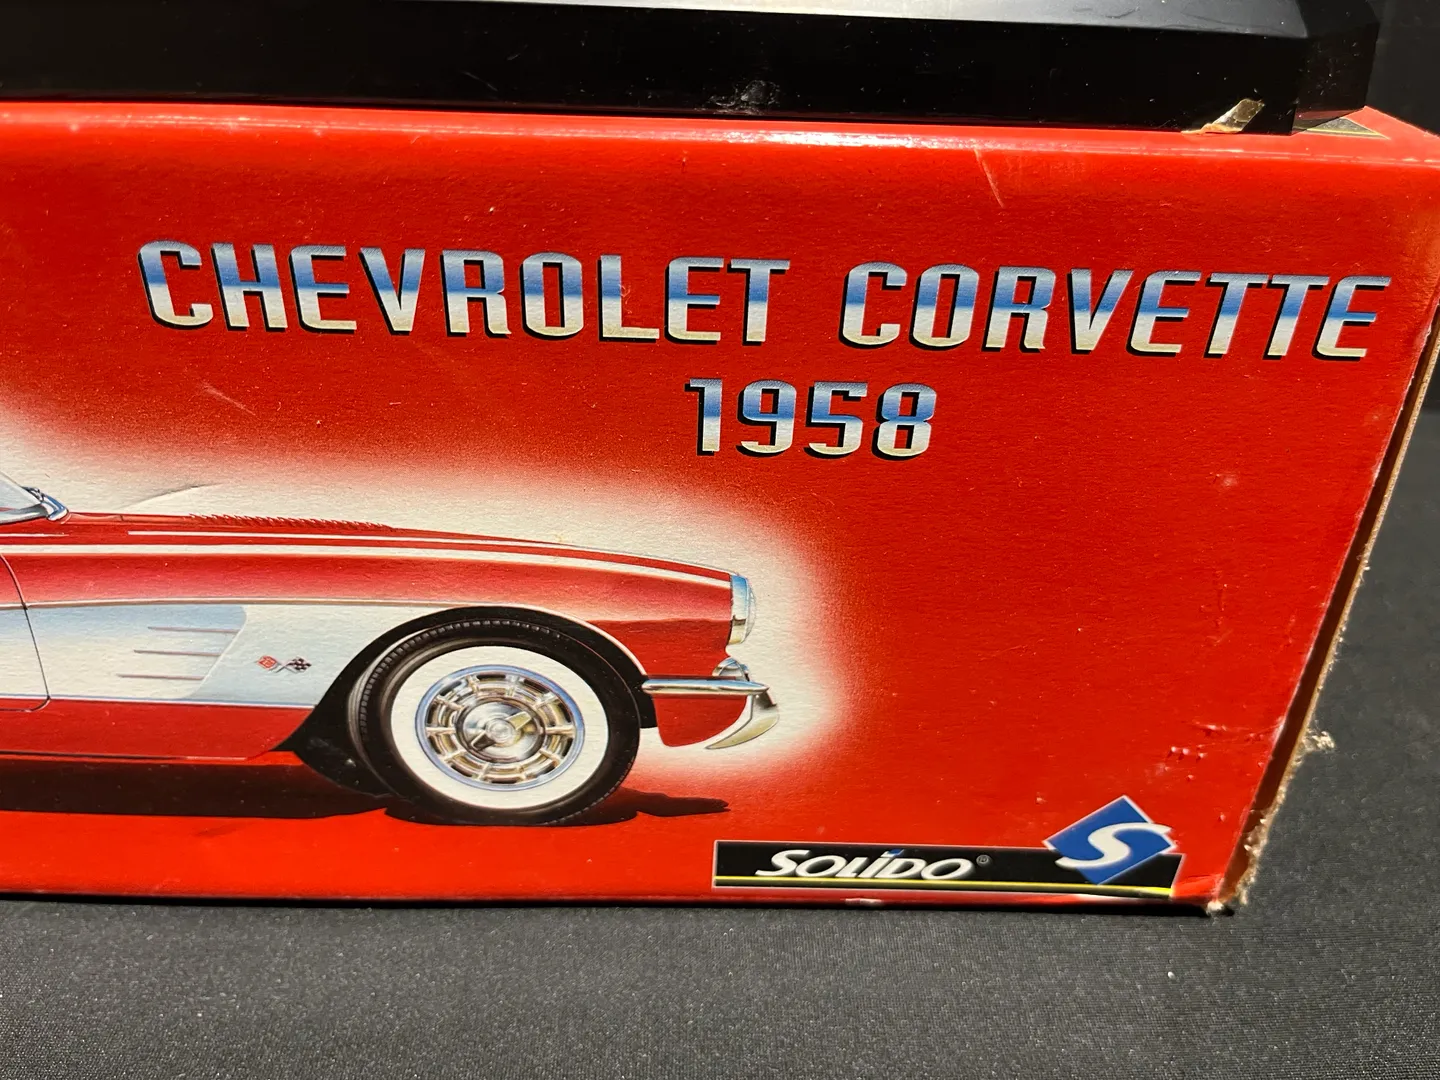 CHEVROLET CORVETTE
1958
SOLIDO®
S